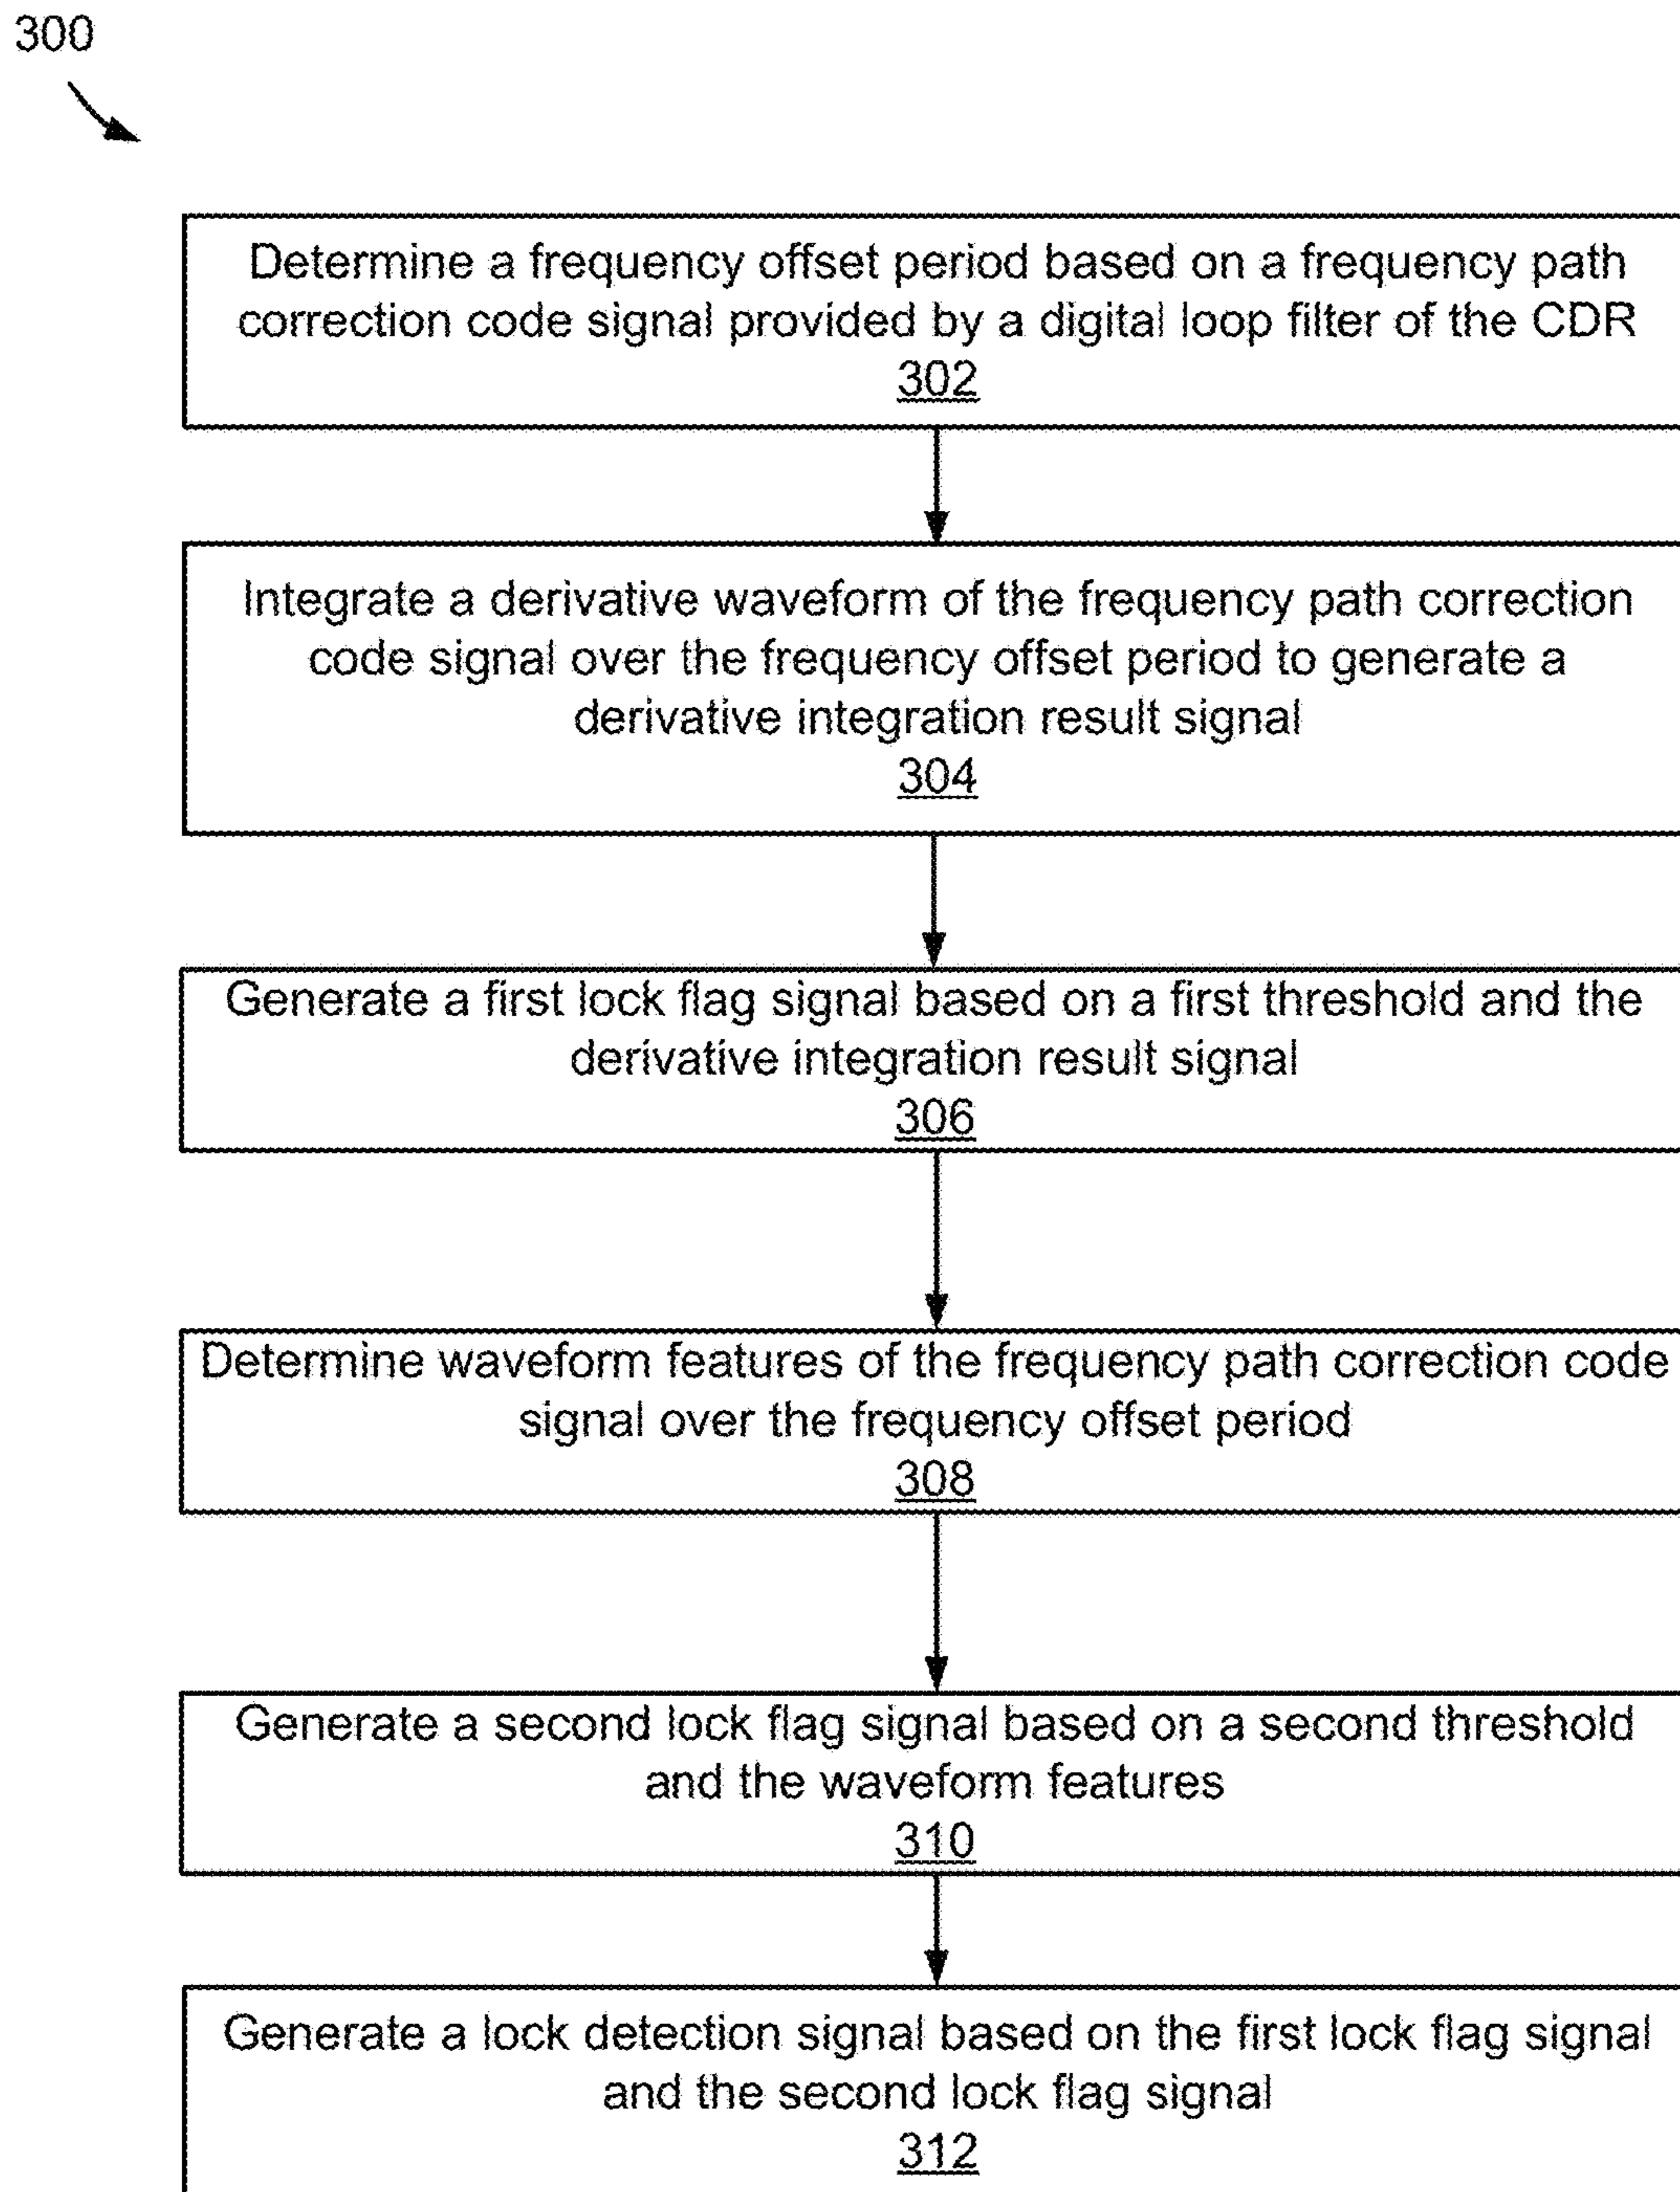 300
Determine a frequency offset period based on a frequency path
correction code signal provided by a digital loop filter of the CDR
302
Integrate a derivative waveform of the frequency path correction
code signal over the frequency offset period to generate a
derivative integration result signal
304
Generate a first lock flag signal based on a first threshold and the
derivative integration result signal
306
Determine waveform features of the frequency path correction code
signal over the frequency offset period
308
Generate a second lock flag signal based on a second threshold
and the waveform features
310
Generate a lock detection signal based on the first lock flag signal
and the second lock flag signal
312